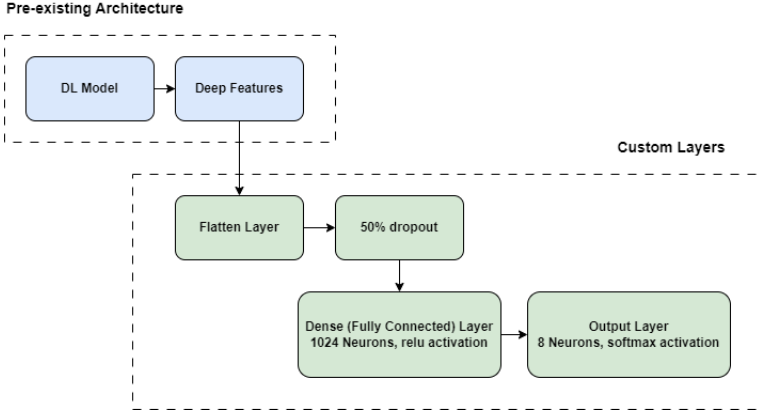 Pre-existing Architecture
DL Model
Deep Features
Custom Layers
Flatten Layer
50% dropout
Dense (Fully Connected) Layer
1024 Neurons, relu activation
Output Layer
8 Neurons, softmax activation